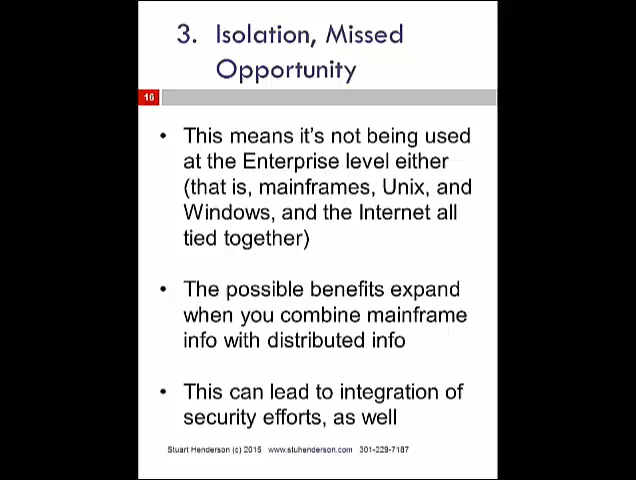 3. Isolation, Missed
Opportunity
16
• This means it's not being used
at the Enterprise level either
(that is, mainframes, Unix, and
Windows, and the Internet all
tied together)
• The possible benefits expand
when you combine mainframe
info with distributed info
• This can lead to integration of
security efforts, as well
Stuart Henderson (c) 2015 www.stuhenderson.com 301-229-7187